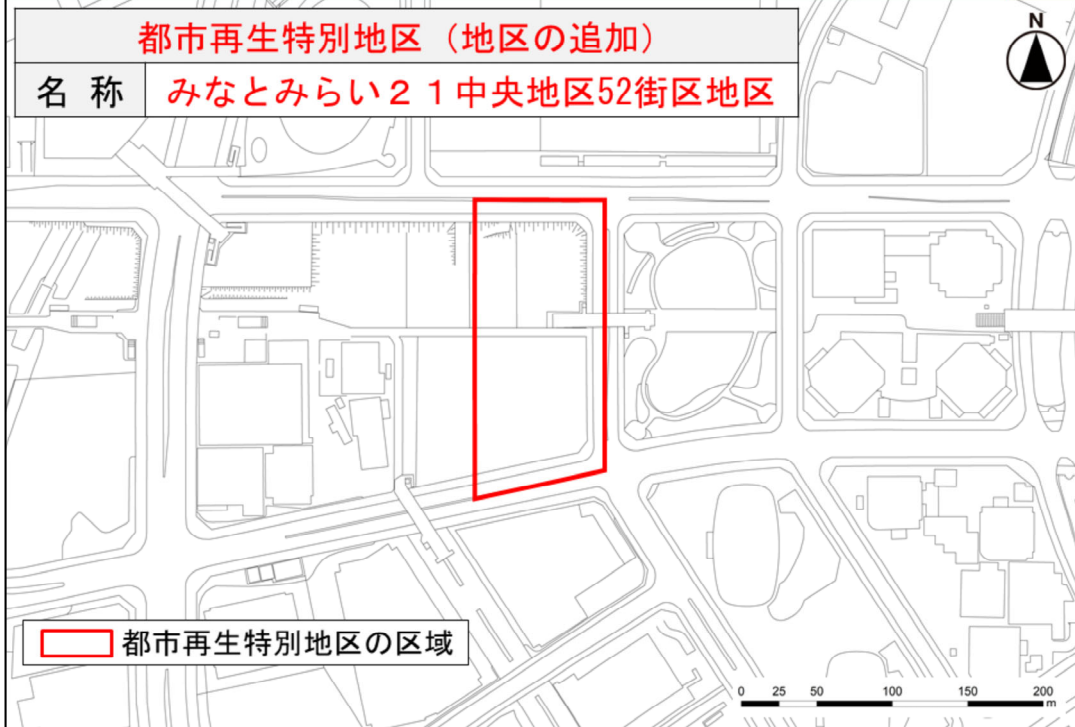 都市再生特別地区（地区の追加）
名 称 みなとみらい２１中央地区52街区地区
N
都市再生特別地区の区域
0 25 50 100 150 200
m